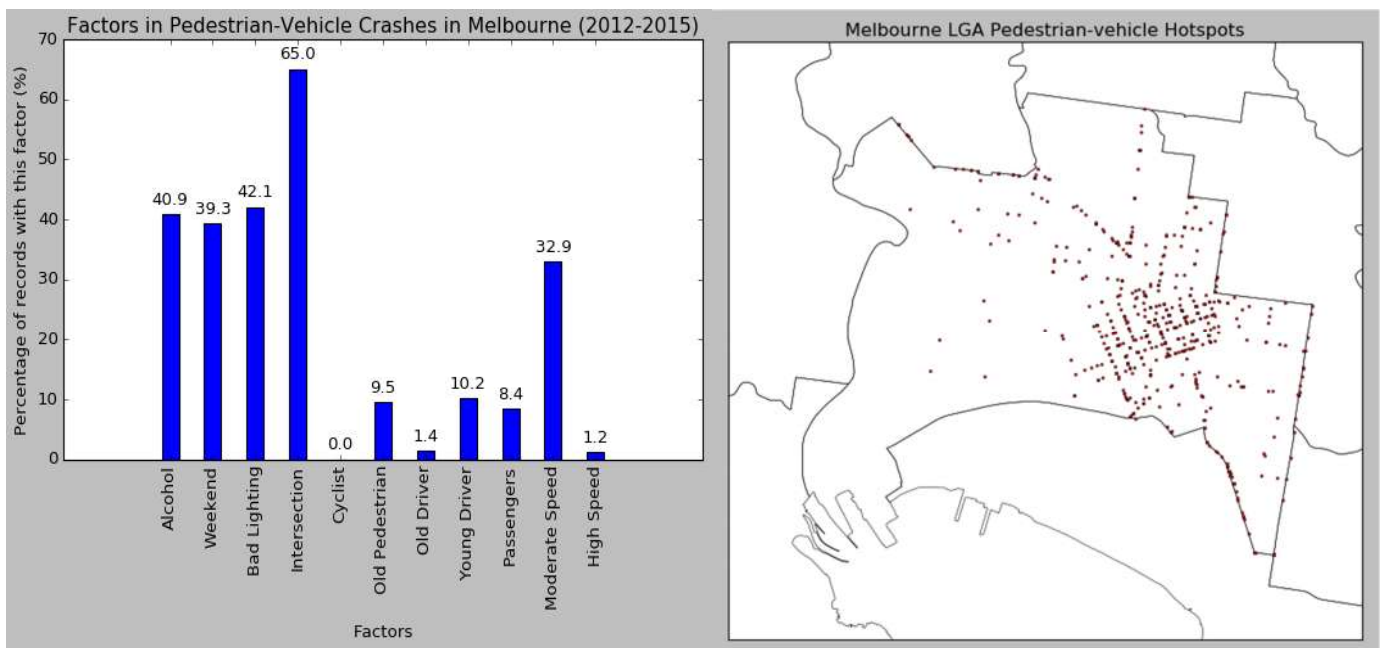 Factors in Pedestrian-Vehicle Crashes in Melbourne (2012-2015)
Percentage of records with this factor (%)
70
60
50
40
30
20
10
0
40.9
39.3
42.1
65.0
0.0
9.5
1.4
10.2
8.4
32.9
1.2
Alcohol
Weekend
Bad Lighting
Intersection
Cyclist
Old Pedestrian
Old Driver
Young Driver
Passengers
Moderate Speed
High Speed
Factors
Melbourne LGA Pedestrian-vehicle Hotspots